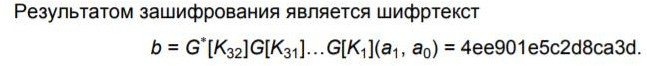 Результатом зашифрования является шифртекст
b = G*[K₃₂]G[K₃₁]…G[K₁](a₁, a₀) = 4ee901e5c2d8ca3d.